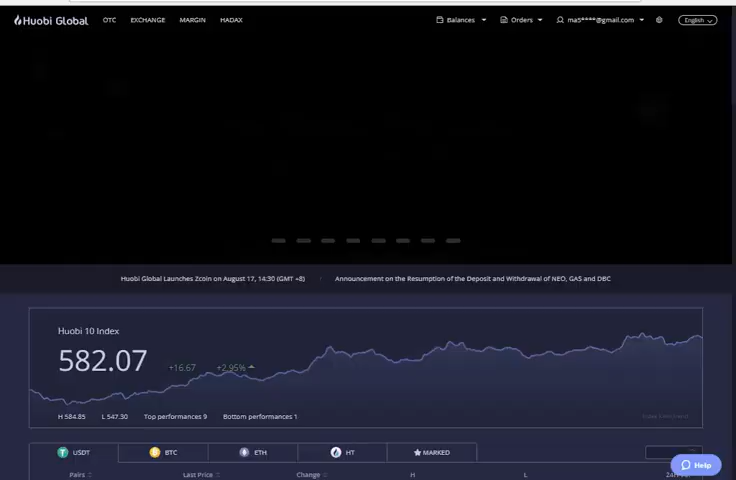 Huobi Global OTC EXCHANGE MARGIN HADAX Balances Orders ma5****@gmail.com English
Huobi Global Launches Zcoin on August 17, 14:30 (GMT +8) Announcement on the Resumption of the Deposit and Withdrawal of NEO, GAS and DBC
Huobi 10 Index
582.07 +16.67 +2.95%
H 584.85 L 547.30 Top performances 9 Bottom performances 1
USDT BTC ETH HT MARKED
Help
Pairs Last Price Change H L